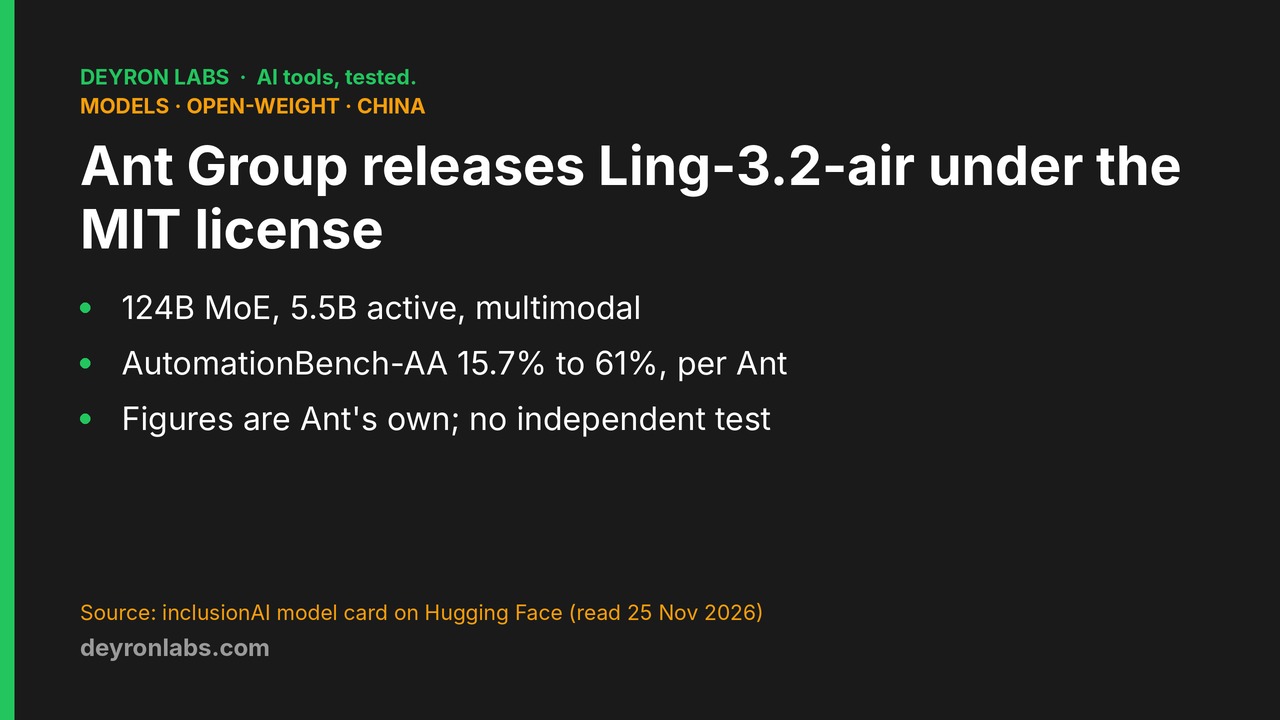 DEYRON LABS · AI tools, tested.
MODELS · OPEN-WEIGHT · CHINA
Ant Group releases Ling-3.2-air under the
MIT license
• 124B MoE, 5.5B active, multimodal
• AutomationBench-AA 15.7% to 61%, per Ant
• Figures are Ant's own; no independent test
Source: inclusionAI model card on Hugging Face (read 25 Nov 2026)
deyronlabs.com